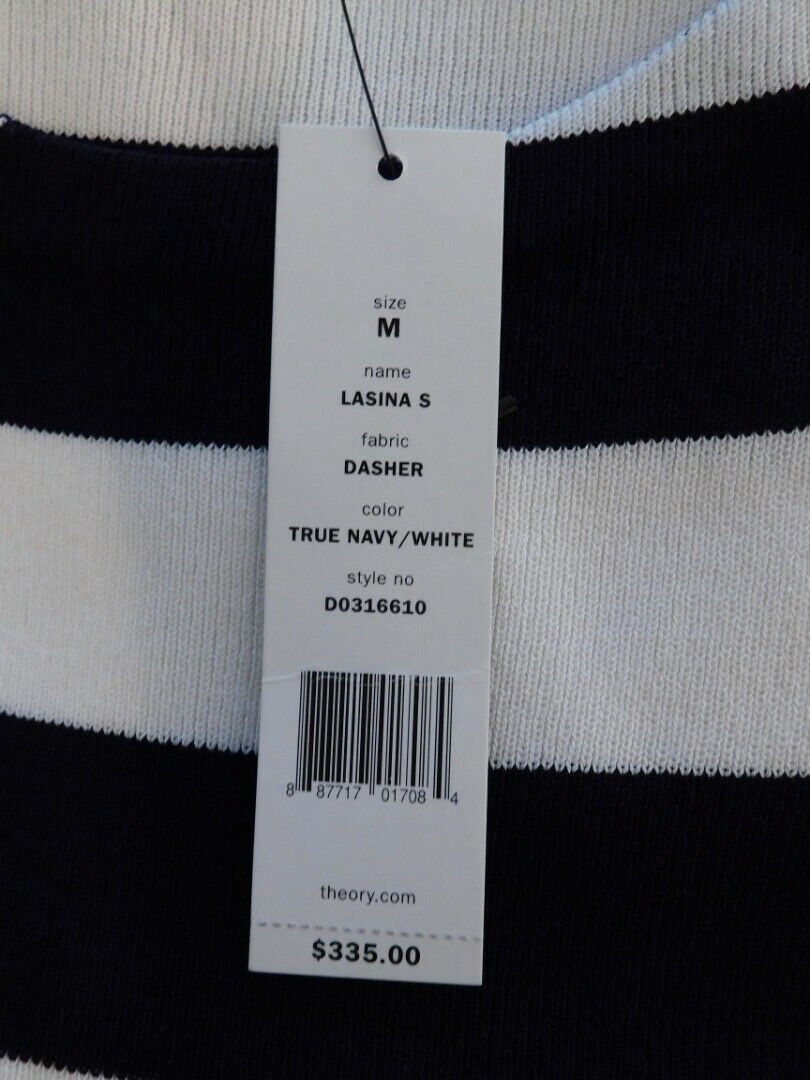 size
M
name
LASINA S
fabric
DASHER
color
TRUE NAVY/WHITE
style no
D0316610
8 87717 01708 4
theory.com
$335.00